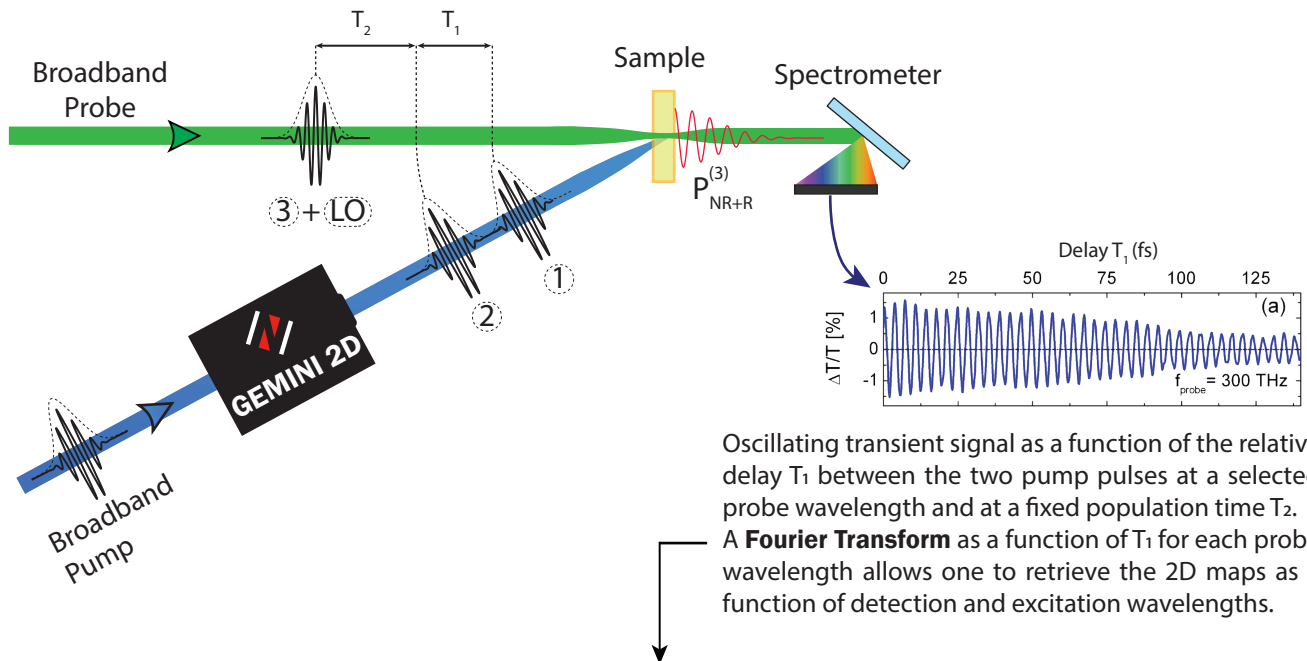 T2 T1
Broadband
Probe
Sample
Spectrometer
3 + LO
P(3)NR+R
1
2
GEMINI 2D
Broadband
Pump
Delay T1 (fs)
0 25 50 75 100 125
(a)
ΔT/T [%]
1
0
-1
fprobe= 300 THz
Oscillating transient signal as a function of the relativ
delay T1 between the two pump pulses at a selecte
probe wavelength and at a fixed population time T2.
A Fourier Transform as a function of T1 for each prob
wavelength allows one to retrieve the 2D maps as
function of detection and excitation wavelengths.